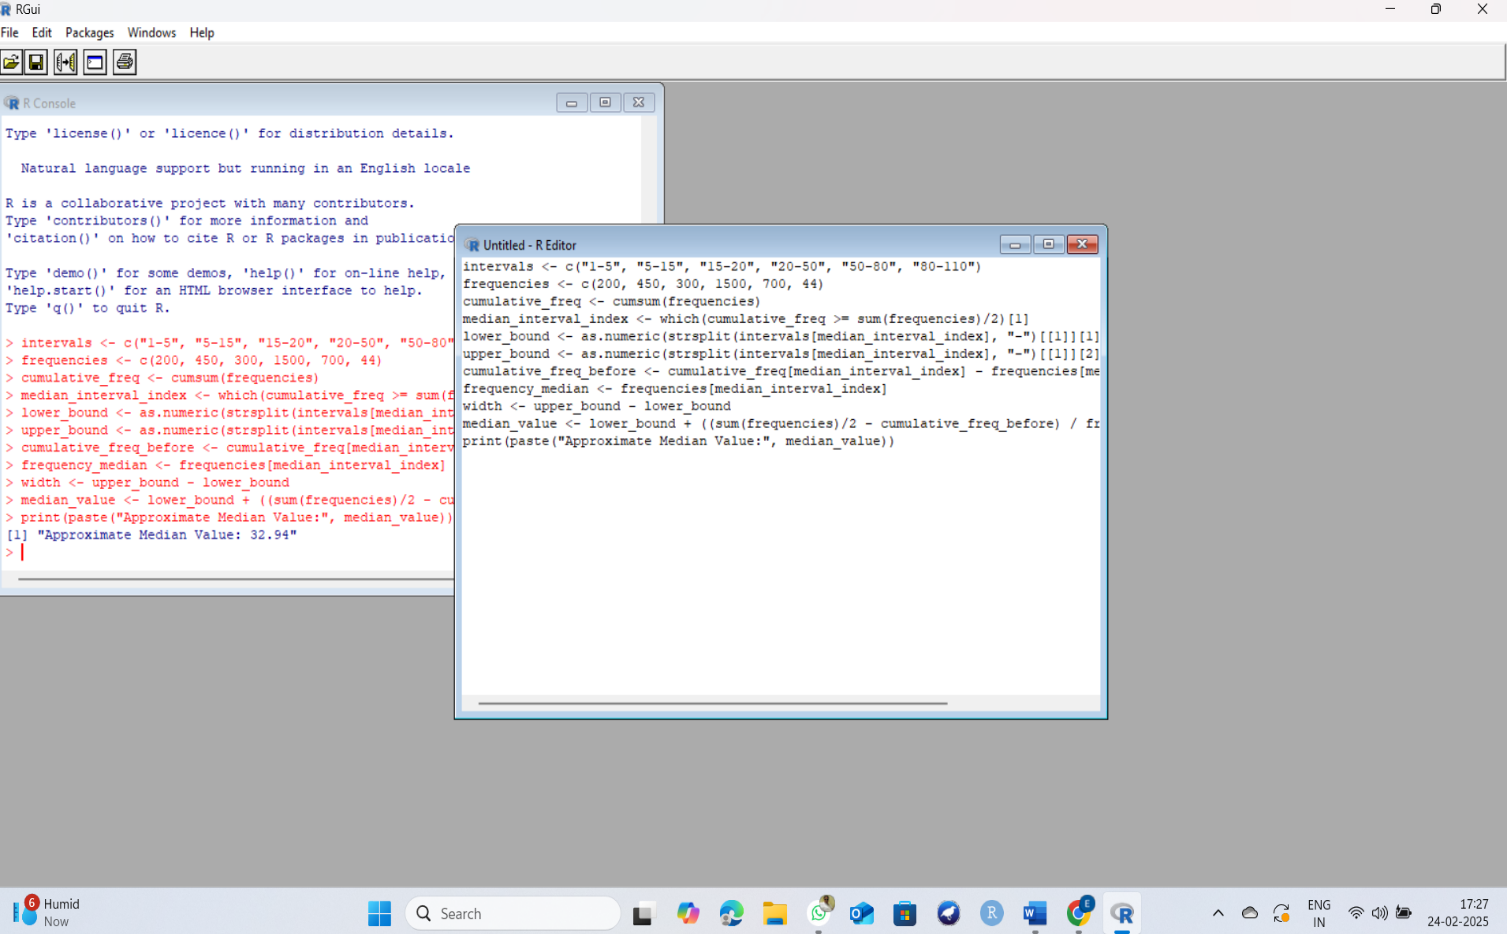 RGui
File Edit Packages Windows Help
R Console
Type 'license()' or 'licence()' for distribution details.
Natural language support but running in an English locale
R is a collaborative project with many contributors.
Type 'contributors()' for more information and
'citation()' on how to cite R or R packages in publicatio
Type 'demo()' for some demos, 'help()' for on-line help,
'help.start()' for an HTML browser interface to help.
Type 'q()' to quit R.
> intervals <- c("1-5", "5-15", "15-20", "20-50", "50-80"
> frequencies <- c(200, 450, 300, 1500, 700, 44)
> cumulative_freq <- cumsum(frequencies)
> median_interval_index <- which(cumulative_freq >= sum(f
> lower_bound <- as.numeric(strsplit(intervals[median_int
> upper_bound <- as.numeric(strsplit(intervals[median_int
> cumulative_freq_before <- cumulative_freq[median_interv
> frequency_median <- frequencies[median_interval_index]
> width <- upper_bound - lower_bound
> median_value <- lower_bound + ((sum(frequencies)/2 - cu
> print(paste("Approximate Median Value:", median_value))
[1] "Approximate Median Value: 32.94"
>
Untitled - R Editor
intervals <- c("1-5", "5-15", "15-20", "20-50", "50-80", "80-110")
frequencies <- c(200, 450, 300, 1500, 700, 44)
cumulative_freq <- cumsum(frequencies)
median_interval_index <- which(cumulative_freq >= sum(frequencies)/2)[1]
lower_bound <- as.numeric(strsplit(intervals[median_interval_index], "-")[[1]][1]
upper_bound <- as.numeric(strsplit(intervals[median_interval_index], "-")[[1]][2]
cumulative_freq_before <- cumulative_freq[median_interval_index] - frequencies[me
frequency_median <- frequencies[median_interval_index]
width <- upper_bound - lower_bound
median_value <- lower_bound + ((sum(frequencies)/2 - cumulative_freq_before) / fr
print(paste("Approximate Median Value:", median_value))
6
Humid
Now
Search
ENG
IN
17:27
24-02-2025